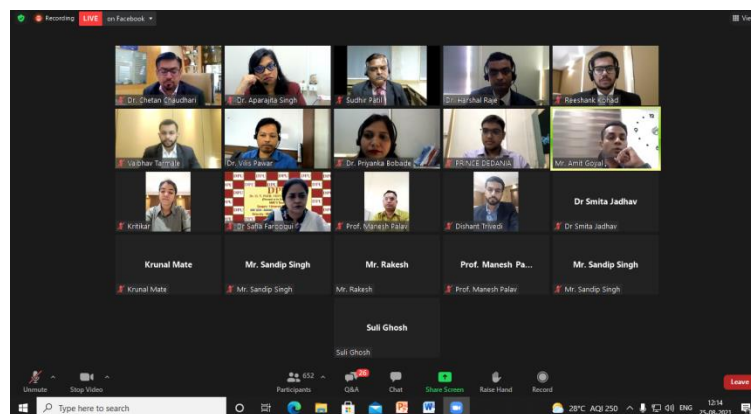 Recording LIVE on Facebook
View
Dr. Chetan Chaudhari
Dr. Aparajita Singh
Sudhir Patil
Dr. Harshal Raje
Reeshank Kohad
Vaibhav Tarmale
Dr. Vikis Pawar
Dr. Priyanka Bobade
PRINCE DEDANIA
Mr. Amit Goyal
Kritikar
DPU
Dr Safia Farooqui
Prof. Manesh Palav
Dishant Trivedi
Dr Smita Jadhav
Dr Smita Jadhav
Krunal Mate
Krunal Mate
Mr. Sandip Singh
Mr. Sandip Singh
Mr. Rakesh
Mr. Rakesh
Prof. Manesh Pa...
Prof. Manesh Palav
Mr. Sandip Singh
Mr. Sandip Singh
Suli Ghosh
Suli Ghosh
Unmute
Stop Video
652
Participants
26
Q&A
Chat
Share Screen
Raise Hand
Record
Leave
Type here to search
28°C AQI 250
ENG
12:14
25-08-2021